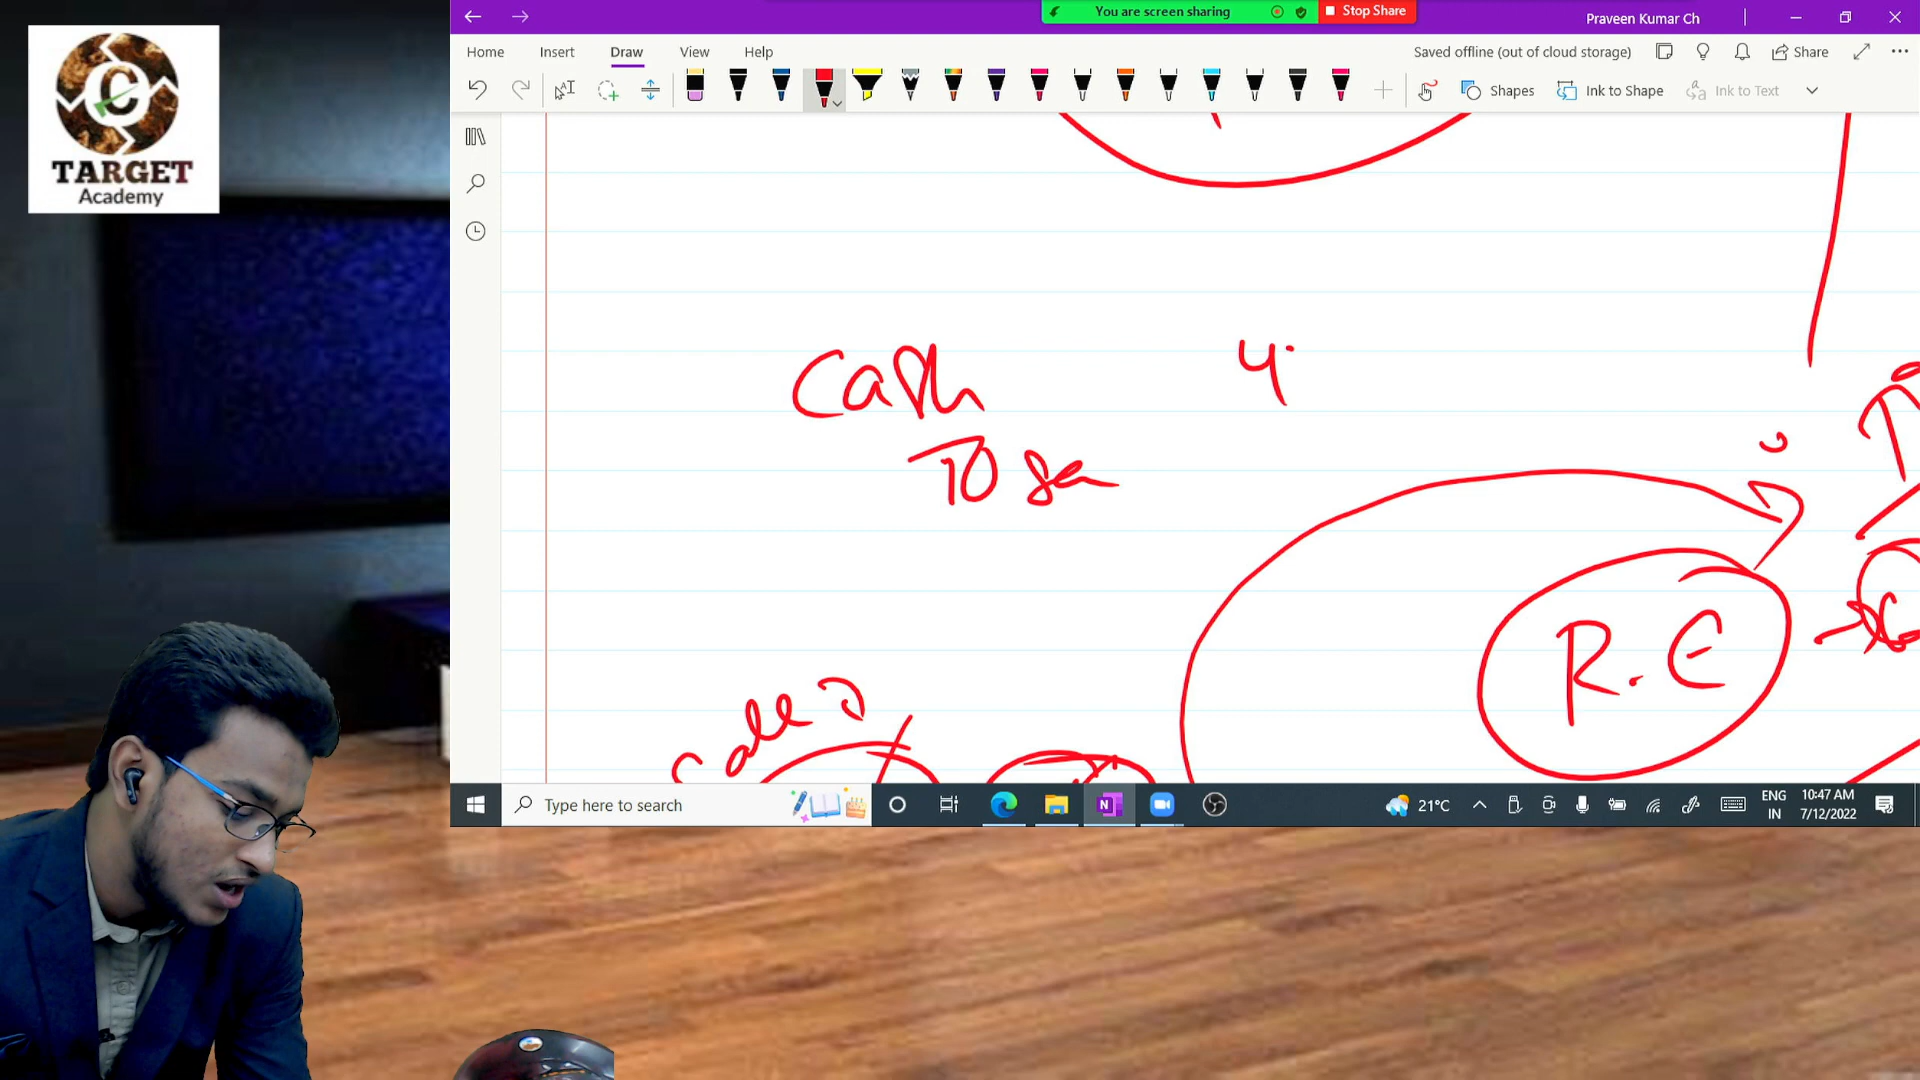 C
TARGET
Academy
You are screen sharing
Stop Share
Praveen Kumar Ch
Home Insert Draw View Help
Saved offline (out of cloud storage)
Share
Shapes
Ink to Shape
Ink to Text
Cash 4
To
R.E
Type here to search
N
21°C
ENG
IN
10:47 AM
7/12/2022